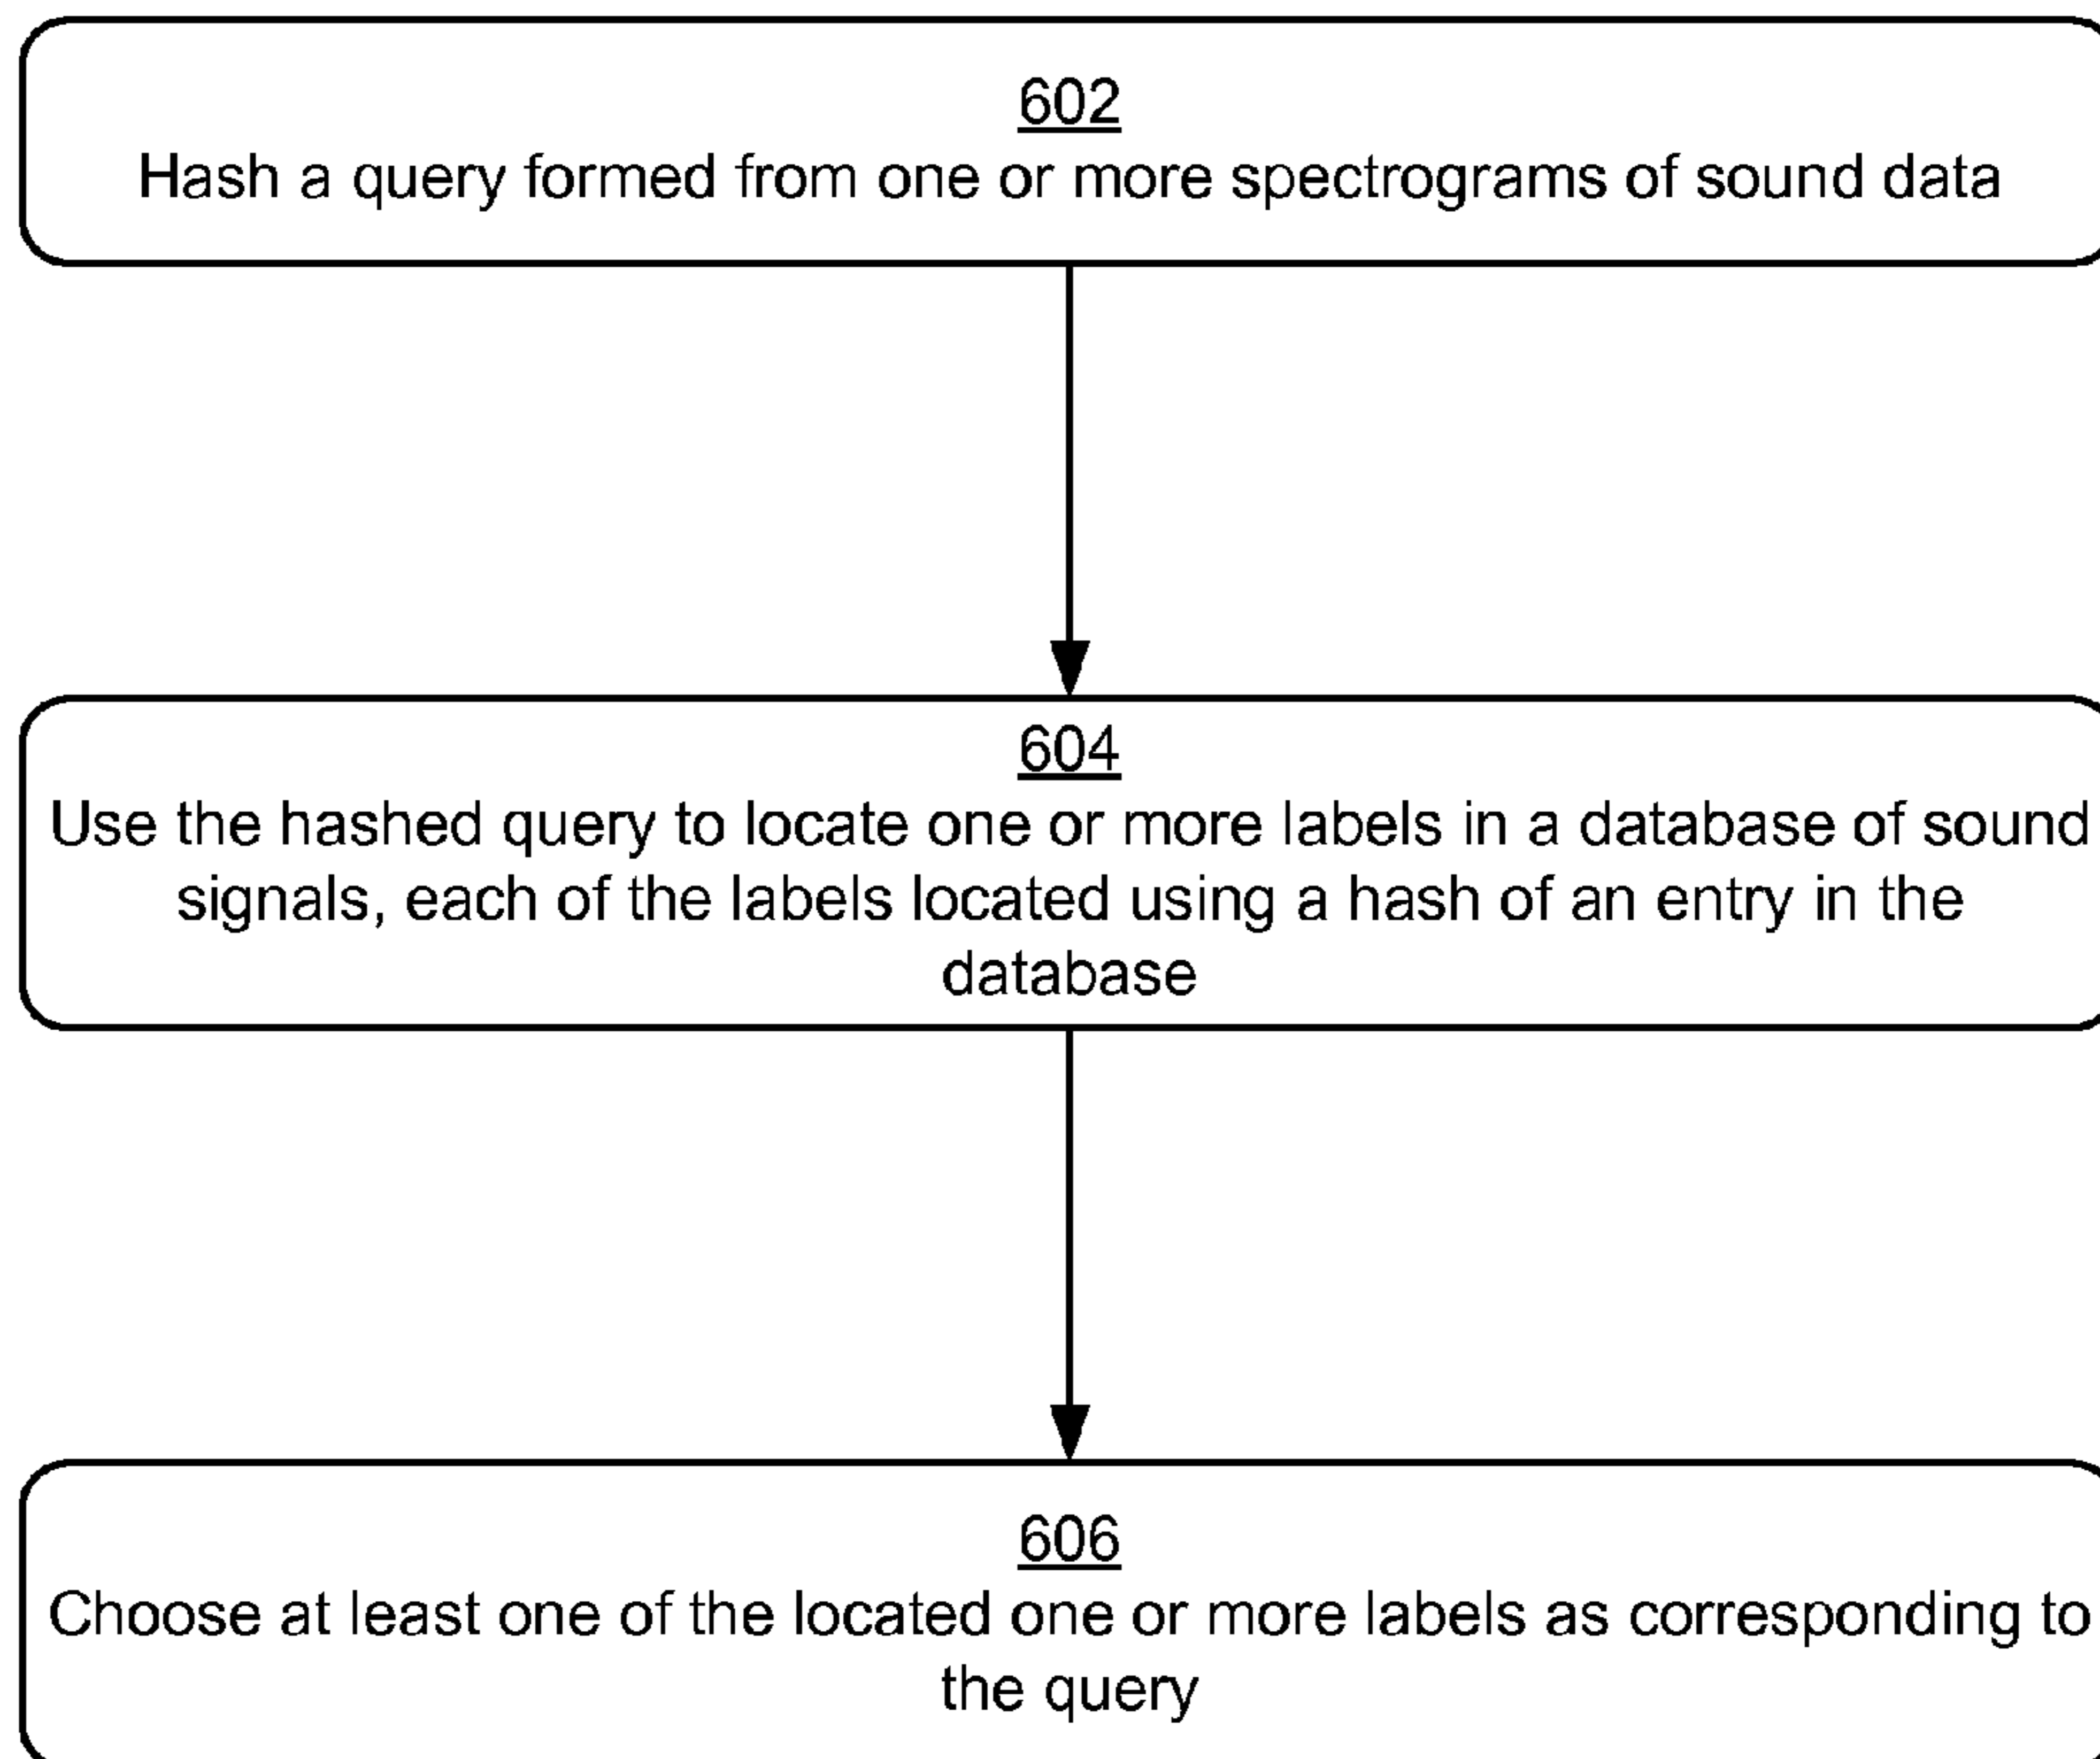 602
Hash a query formed from one or more spectrograms of sound data
604
Use the hashed query to locate one or more labels in a database of sound
signals, each of the labels located using a hash of an entry in the
database
606
Choose at least one of the located one or more labels as corresponding to
the query